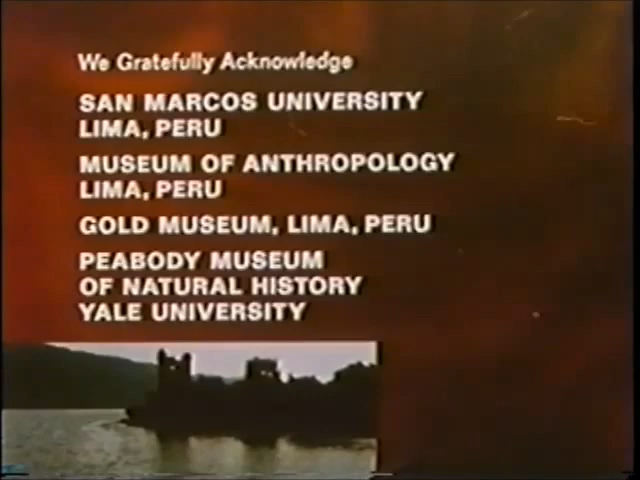 We Gratefully Acknowledge
SAN MARCOS UNIVERSITY
LIMA, PERU
MUSEUM OF ANTHROPOLOGY
LIMA, PERU
GOLD MUSEUM, LIMA, PERU
PEABODY MUSEUM
OF NATURAL HISTORY
YALE UNIVERSITY